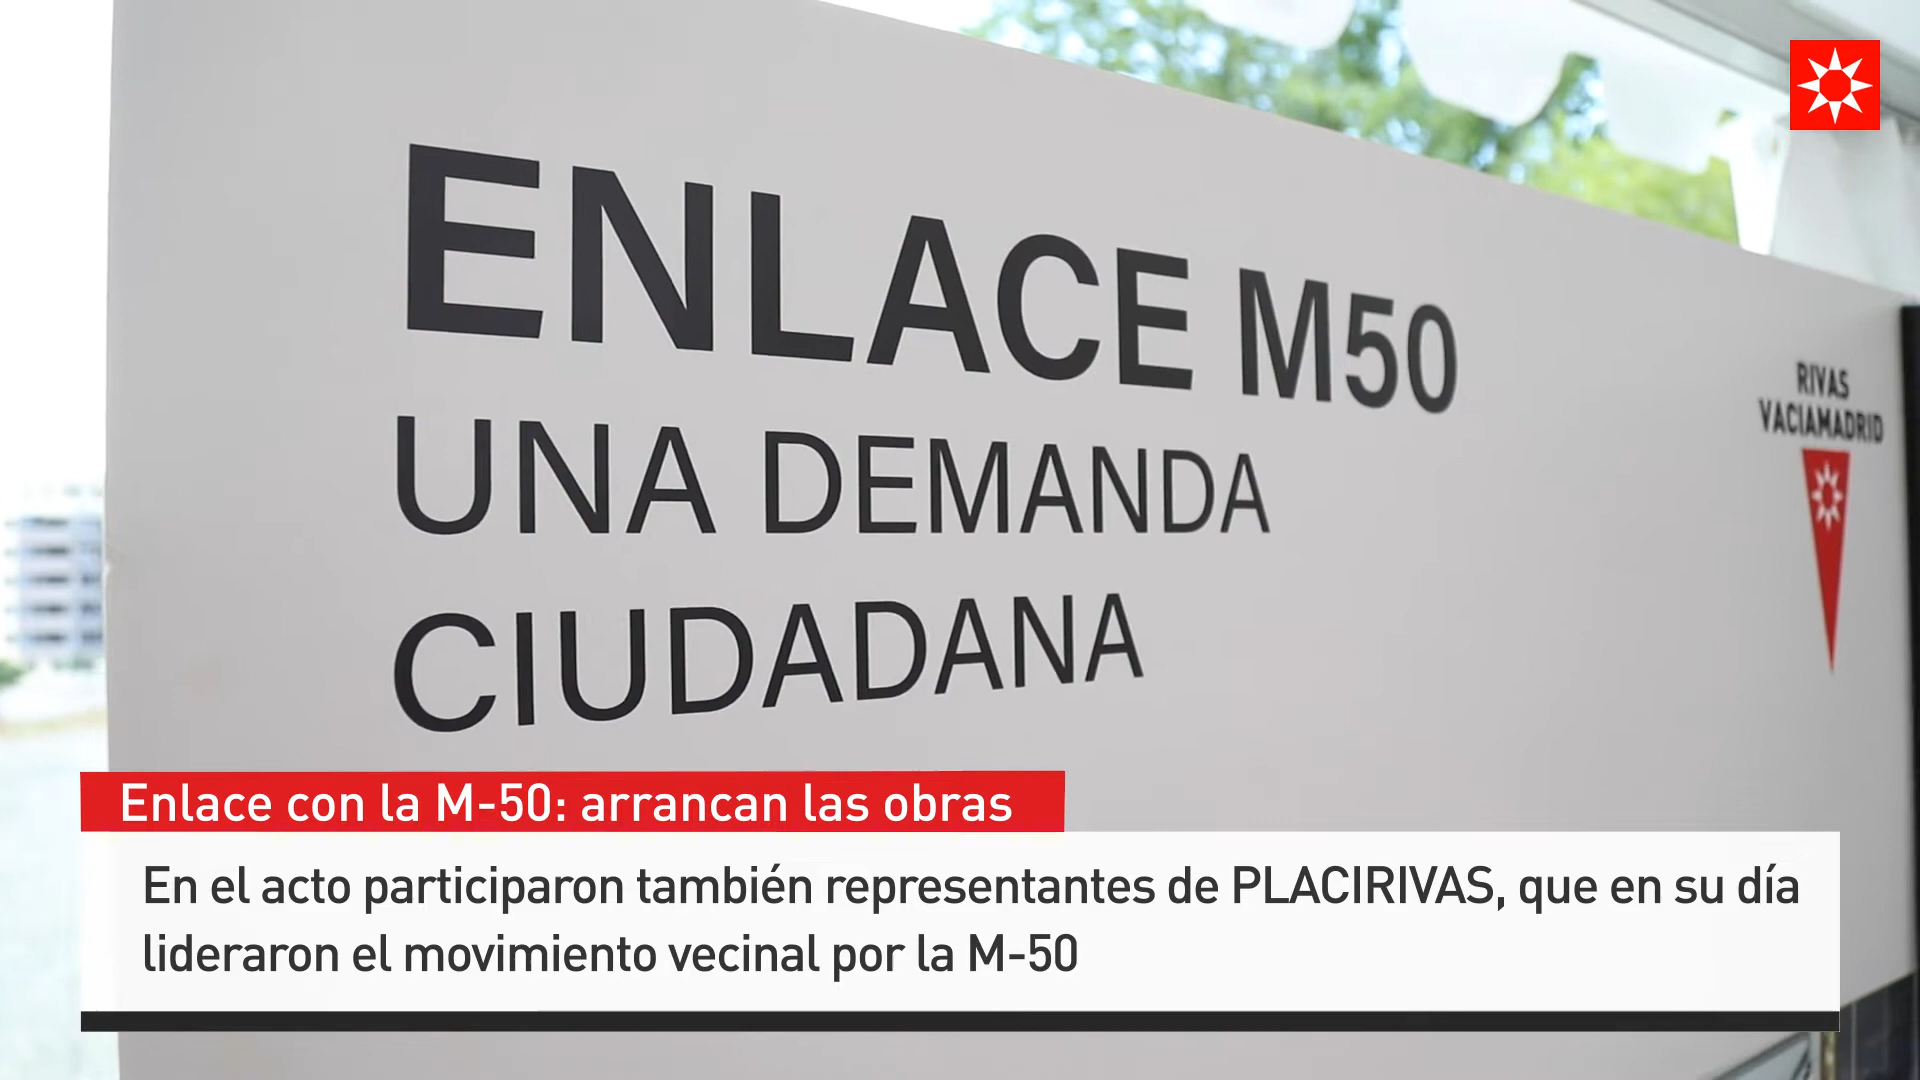 ENLACE M50
UNA DEMANDA
CIUDADANA
RIVAS
VACIAMADRID
Enlace con la M-50: arrancan las obras
En el acto participaron también representantes de PLACIRIVAS, que en su día
lideraron el movimiento vecinal por la M-50